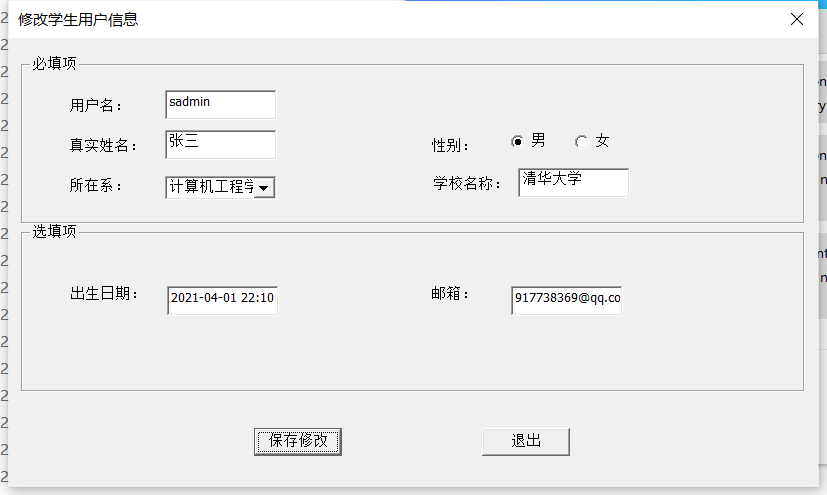 修改学生用户信息
必填项
用户名： sadmin
真实姓名： 张三 性别： 男 女
所在系： 计算机工程学 学校名称： 清华大学
选填项
出生日期： 2021-04-01 22:10 邮箱： 917738369@qq.co
保存修改 退出